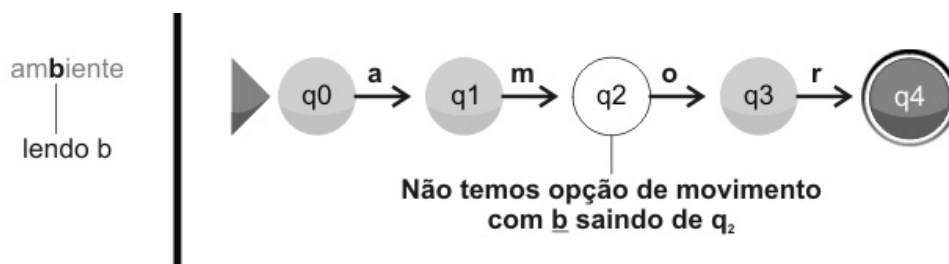 ambiente
lendo b
a m o r
q0 q1 q2 q3 q4
Não temos opção de movimento
com b saindo de q₂